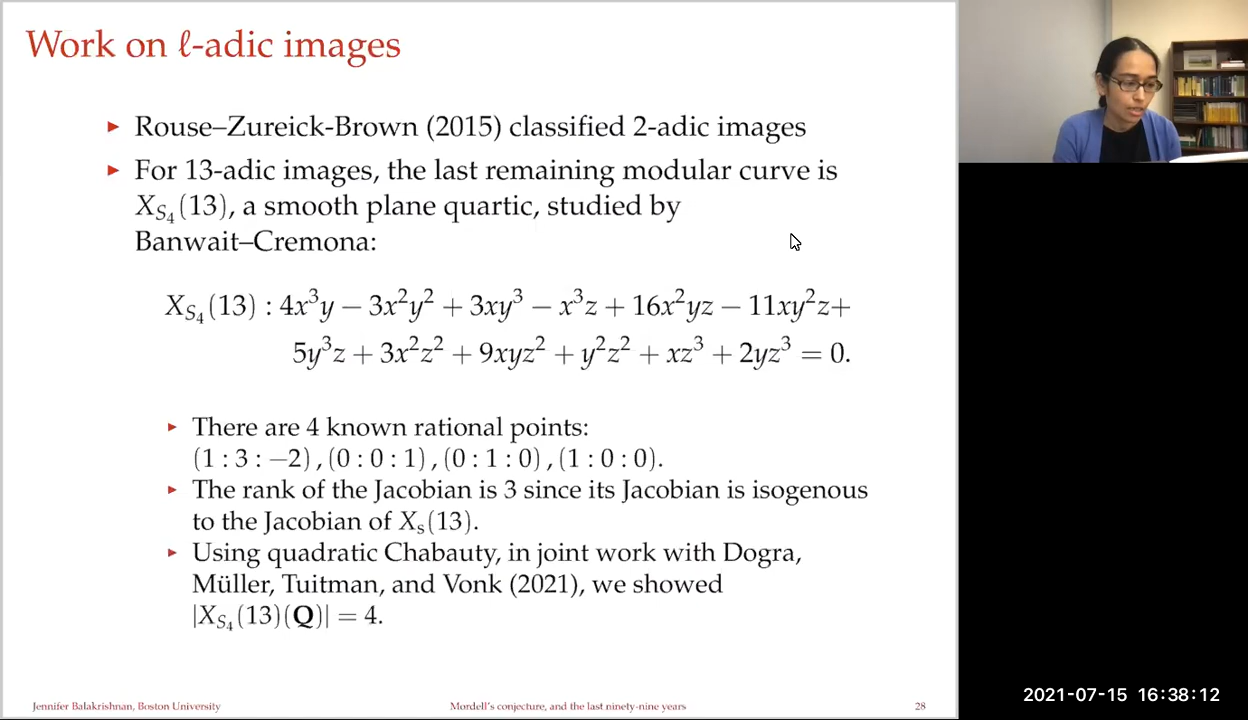 Work on ℓ-adic images
▸ Rouse–Zureick-Brown (2015) classified 2-adic images
▸ For 13-adic images, the last remaining modular curve is
X_{S_4}(13), a smooth plane quartic, studied by
Banwait–Cremona:
X_{S_4}(13) : 4x^3y − 3x^2y^2 + 3xy^3 − x^3z + 16x^2yz − 11xy^2z+
5y^3z + 3x^2z^2 + 9xyz^2 + y^2z^2 + xz^3 + 2yz^3 = 0.
▸ There are 4 known rational points:
(1 : 3 : −2), (0 : 0 : 1), (0 : 1 : 0), (1 : 0 : 0).
▸ The rank of the Jacobian is 3 since its Jacobian is isogenous
to the Jacobian of X_s(13).
▸ Using quadratic Chabauty, in joint work with Dogra,
Müller, Tuitman, and Vonk (2021), we showed
|X_{S_4}(13)(Q)| = 4.
Jennifer Balakrishnan, Boston University
Mordell's conjecture, and the last ninety-nine years
28
2021-07-15 16:38:12